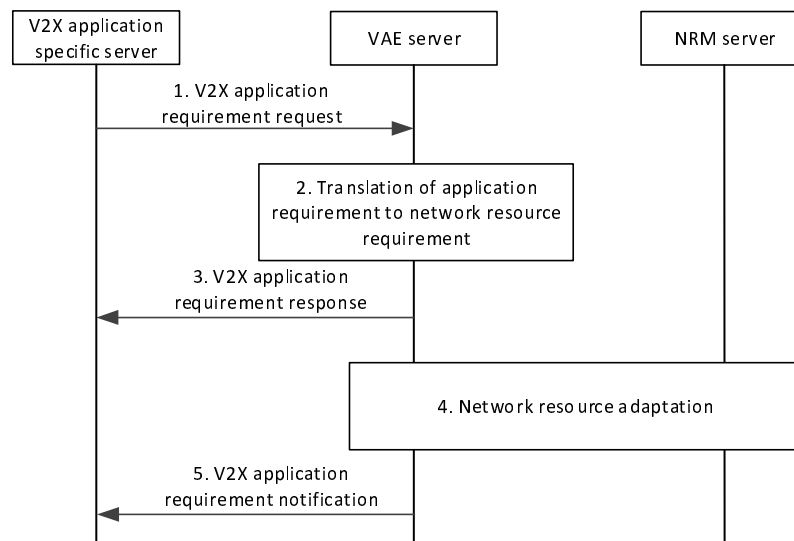 V2X application
specific server
VAE server
NRM server
1. V2X application
requirement request
2. Translation of application
requirement to network resource
requirement
3. V2X application
requirement response
4. Network resource adaptation
5. V2X application
requirement notification